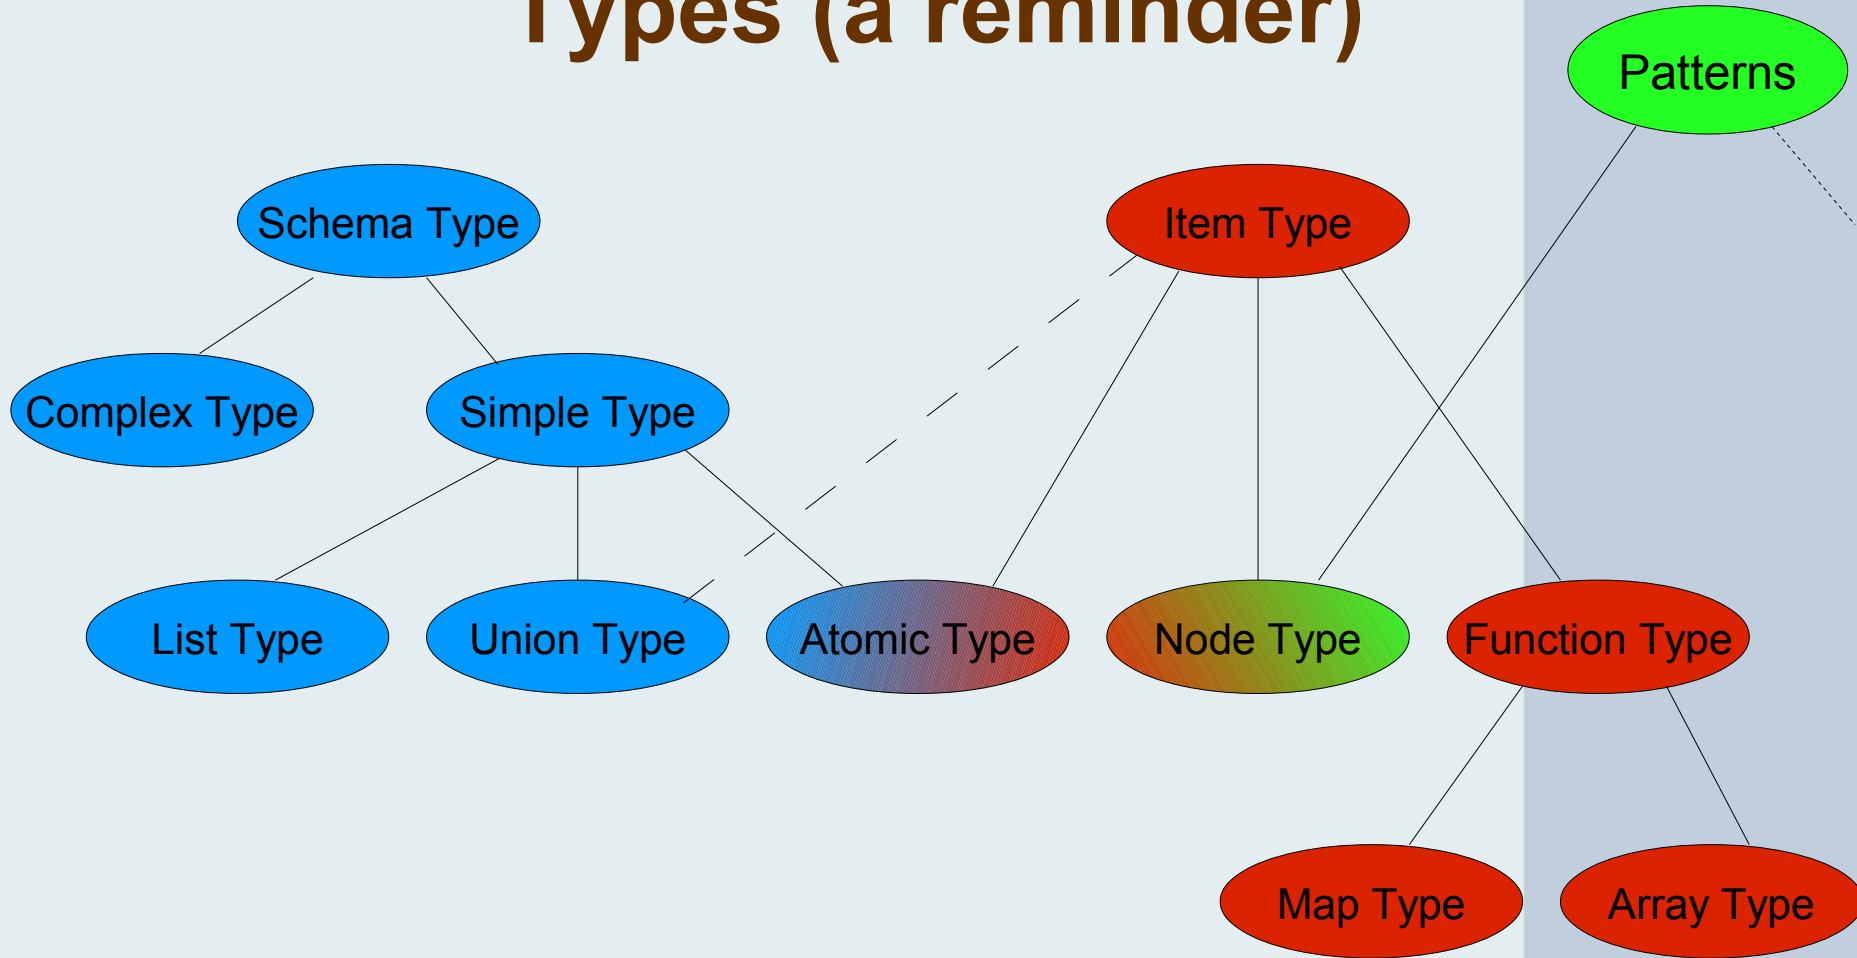 Types (a reminder)
Patterns
Schema Type
Item Type
Complex Type
Simple Type
List Type
Union Type
Atomic Type
Node Type
Function Type
Map Type
Array Type